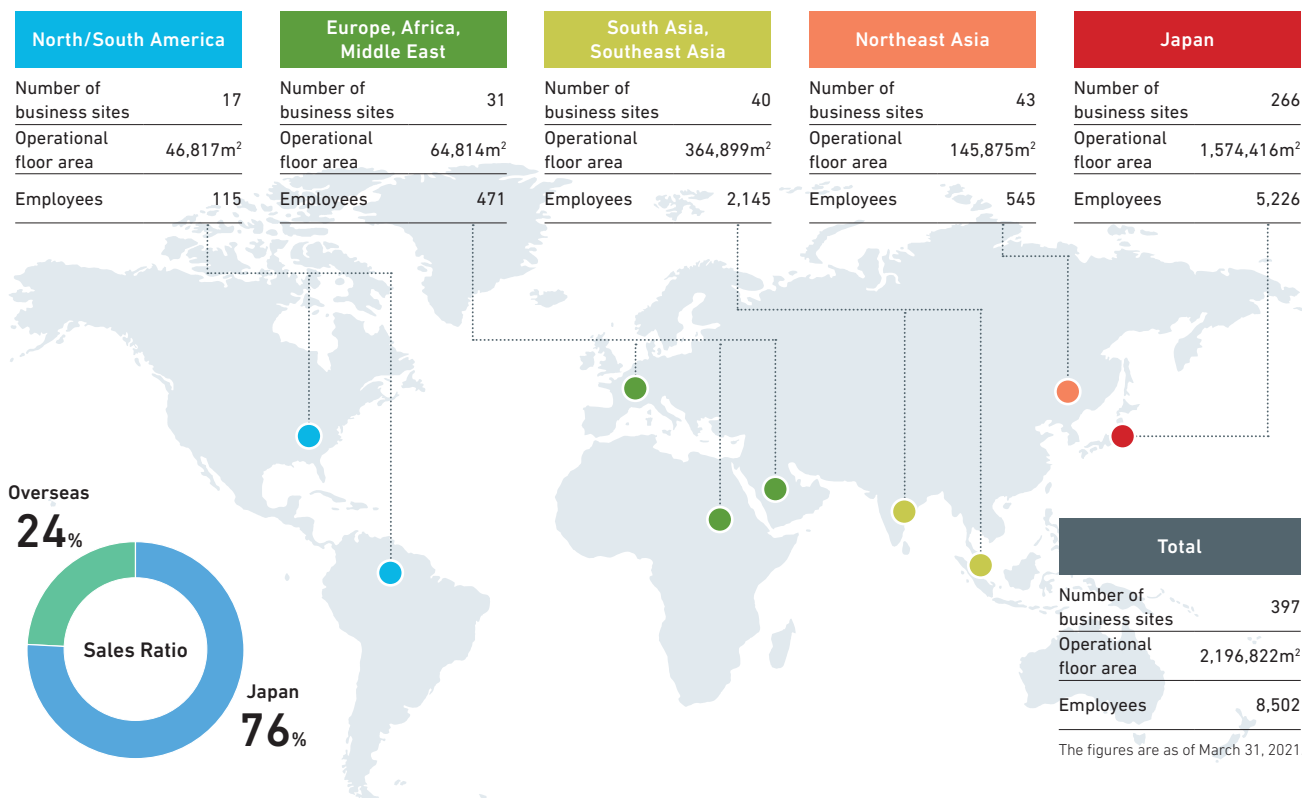 North/South America
Number of
business sites 17
Operational
floor area 46,817m²
Employees 115
Europe, Africa,
Middle East
Number of
business sites 31
Operational
floor area 64,814m²
Employees 471
South Asia,
Southeast Asia
Number of
business sites 40
Operational
floor area 364,899m²
Employees 2,145
Northeast Asia
Number of
business sites 43
Operational
floor area 145,875m²
Employees 545
Japan
Number of
business sites 266
Operational
floor area 1,574,416m²
Employees 5,226
Overseas
24%
Sales Ratio
Japan
76%
Total
Number of
business sites 397
Operational
floor area 2,196,822m²
Employees 8,502
The figures are as of March 31, 2021